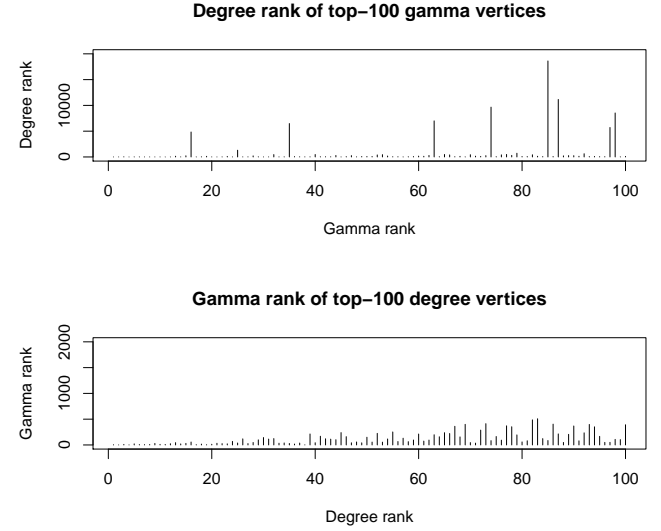 Degree rank of top−100 gamma vertices
Degree rank
10000
0
0 20 40 60 80 100
Gamma rank
Gamma rank of top−100 degree vertices
Gamma rank
2000
1000
0
0 20 40 60 80 100
Degree rank